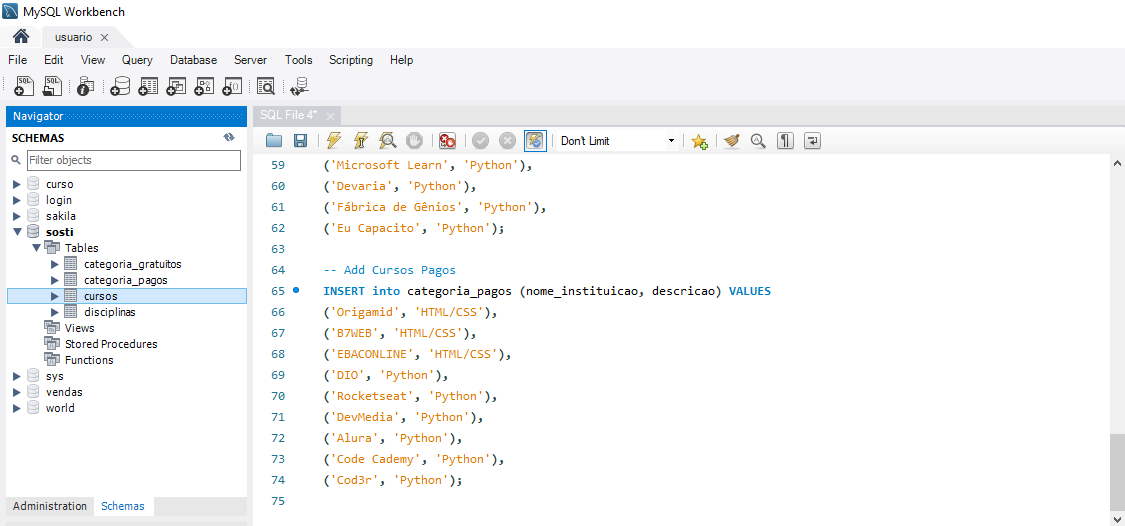 MySQL Workbench
usuario
File Edit View Query Database Server Tools Scripting Help
Navigator
SCHEMAS
Filter objects
curso
login
sakila
sosti
Tables
categoria_gratuitos
categoria_pagos
cursos
disciplinas
Views
Stored Procedures
Functions
sys
vendas
world
Administration Schemas
SQL File 4*
Don't Limit
59 ('Microsoft Learn', 'Python'),
60 ('Devaria', 'Python'),
61 ('Fábrica de Gênios', 'Python'),
62 ('Eu Capacito', 'Python');
63
64 -- Add Cursos Pagos
65 INSERT into categoria_pagos (nome_instituicao, descricao) VALUES
66 ('Origamid', 'HTML/CSS'),
67 ('B7WEB', 'HTML/CSS'),
68 ('EBACONLINE', 'HTML/CSS'),
69 ('DIO', 'Python'),
70 ('Rocketseat', 'Python'),
71 ('DevMedia', 'Python'),
72 ('Alura', 'Python'),
73 ('Code Cademy', 'Python'),
74 ('Cod3r', 'Python');
75